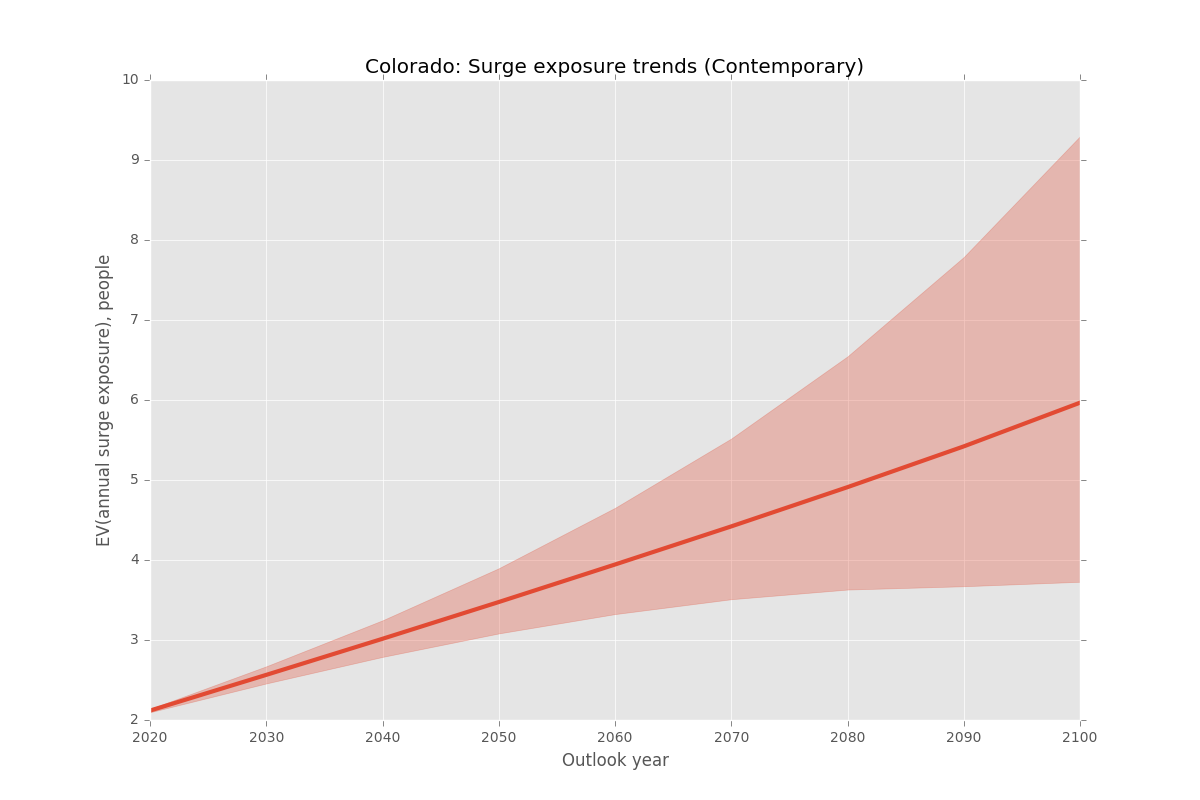 Colorado: Surge exposure trends (Contemporary)
10
9
8
7
6
5
4
3
2
EV(annual surge exposure), people
2020 2030 2040 2050 2060 2070 2080 2090 2100
Outlook year